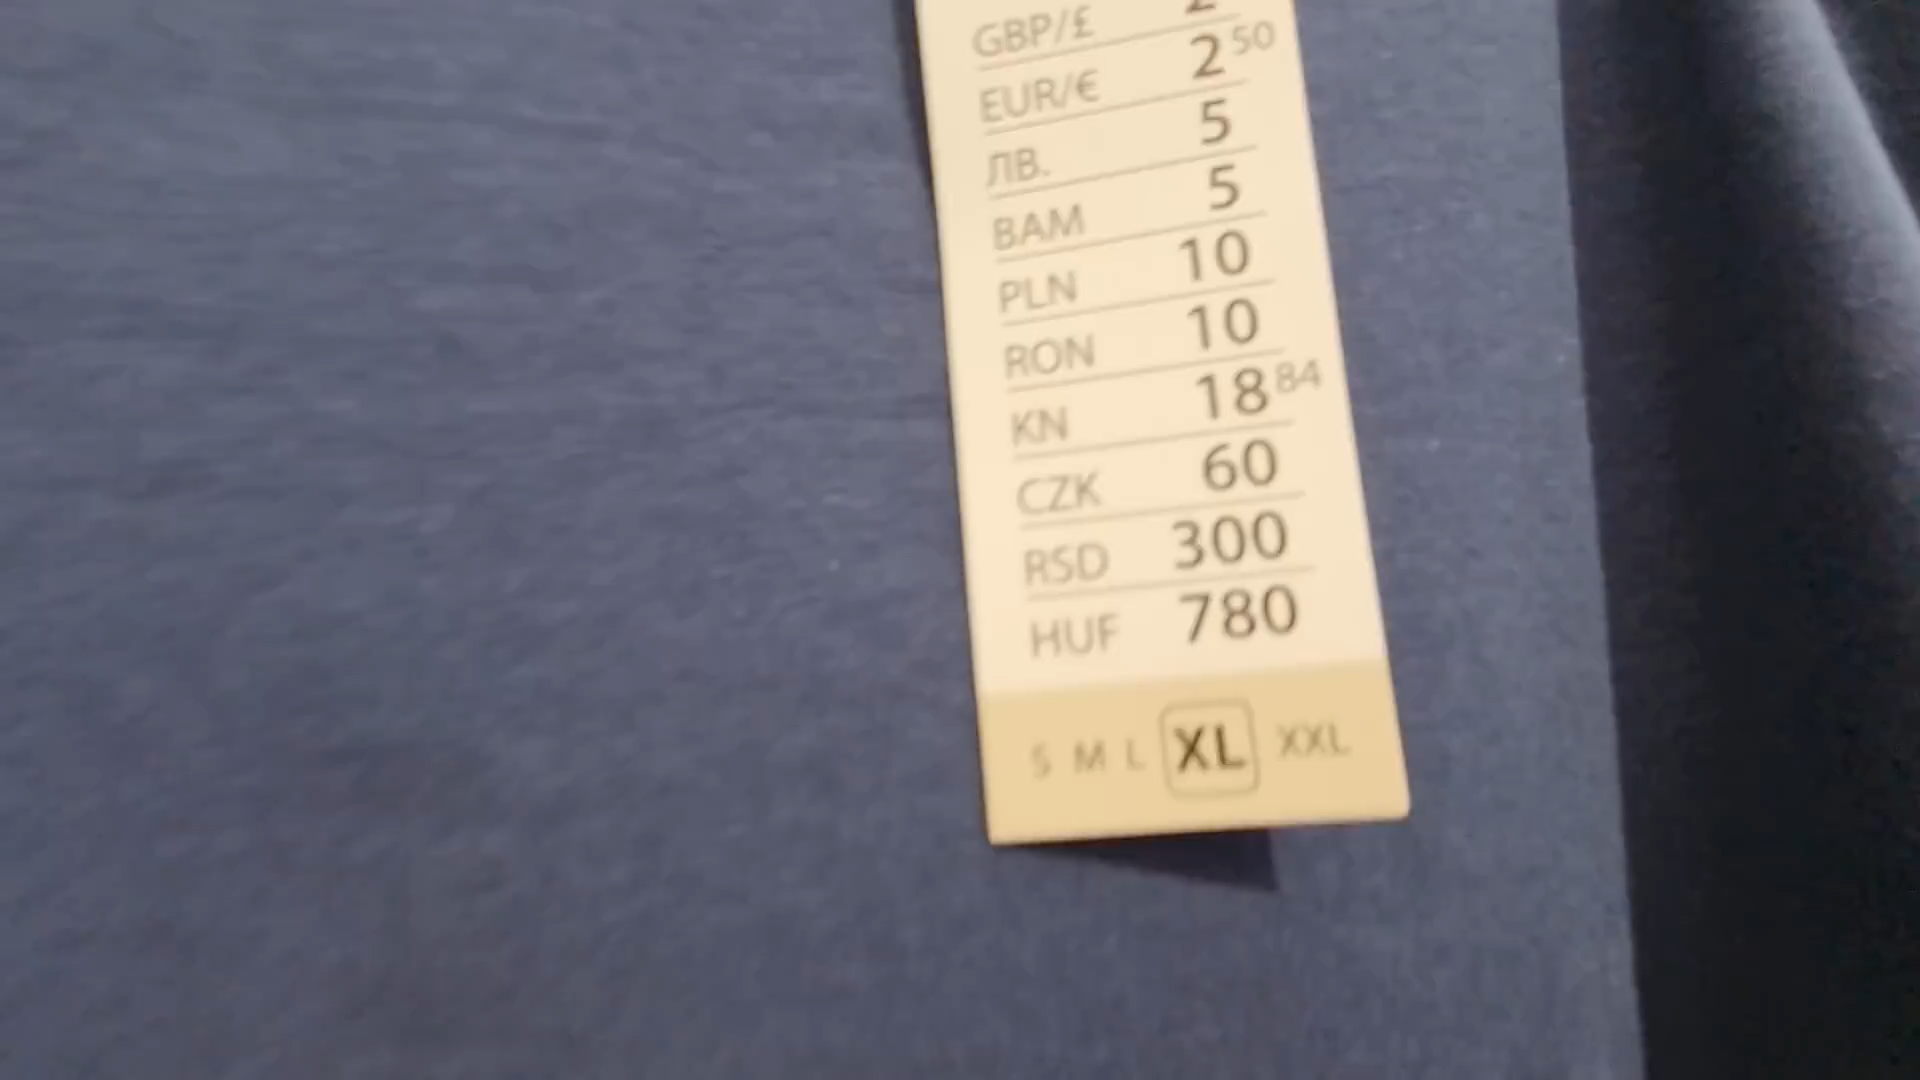 GBP/£ 2
EUR/€ 2 50
ЛВ. 5
BAM 5
PLN 10
RON 10
KN 18 84
CZK 60
RSD 300
HUF 780
S M L XL XXL